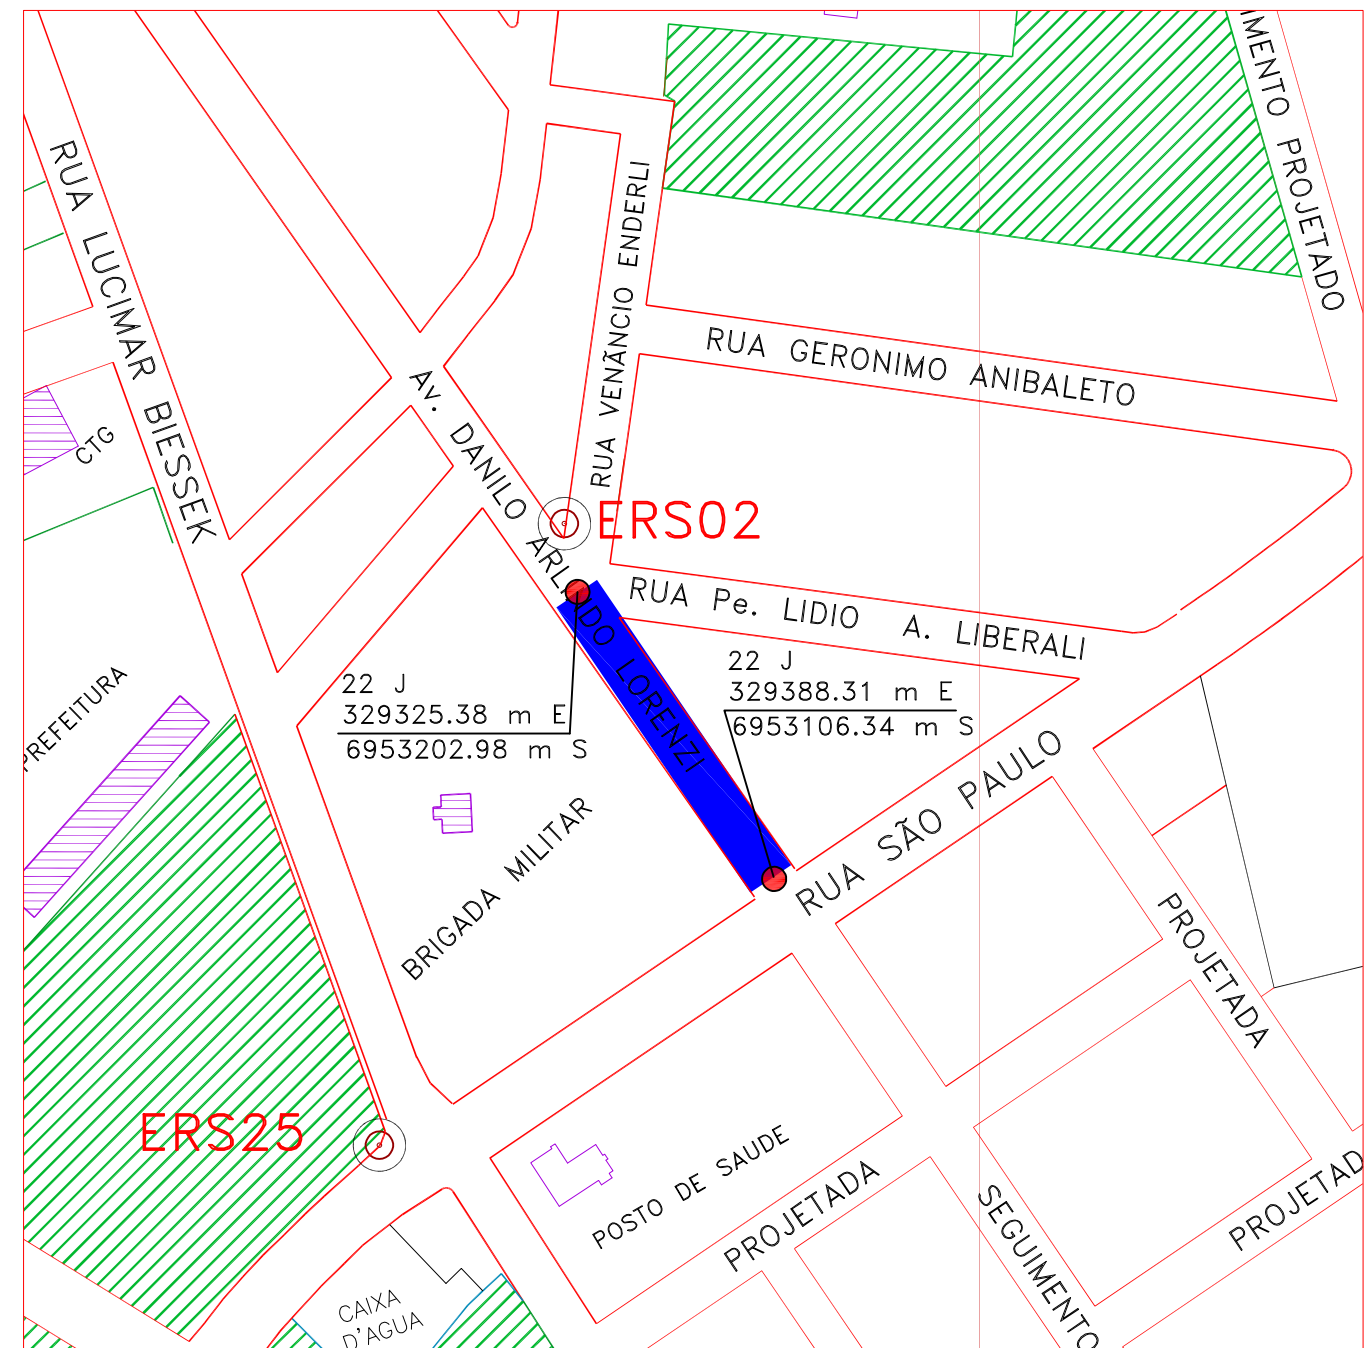 IMENTO PROJETADO
RUA LUCIMAR BIESSEK
RUA VENÃNCIO ENDERLI
RUA GERONIMO ANIBALETO
AV. DANILO ARLINDO LORENZI
CTG
ERS02
RUA Pe. LIDIO A. LIBERALI
22 J
329325.38 m E
6953202.98 m S
22 J
329388.31 m E
6953106.34 m S
PREFEITURA
BRIGADA MILITAR
RUA SÃO PAULO
PROJETADA
ERS25
POSTO DE SAUDE
PROJETADA
SEGUIMENTO
PROJETAD
CAIXA
D'AGUA